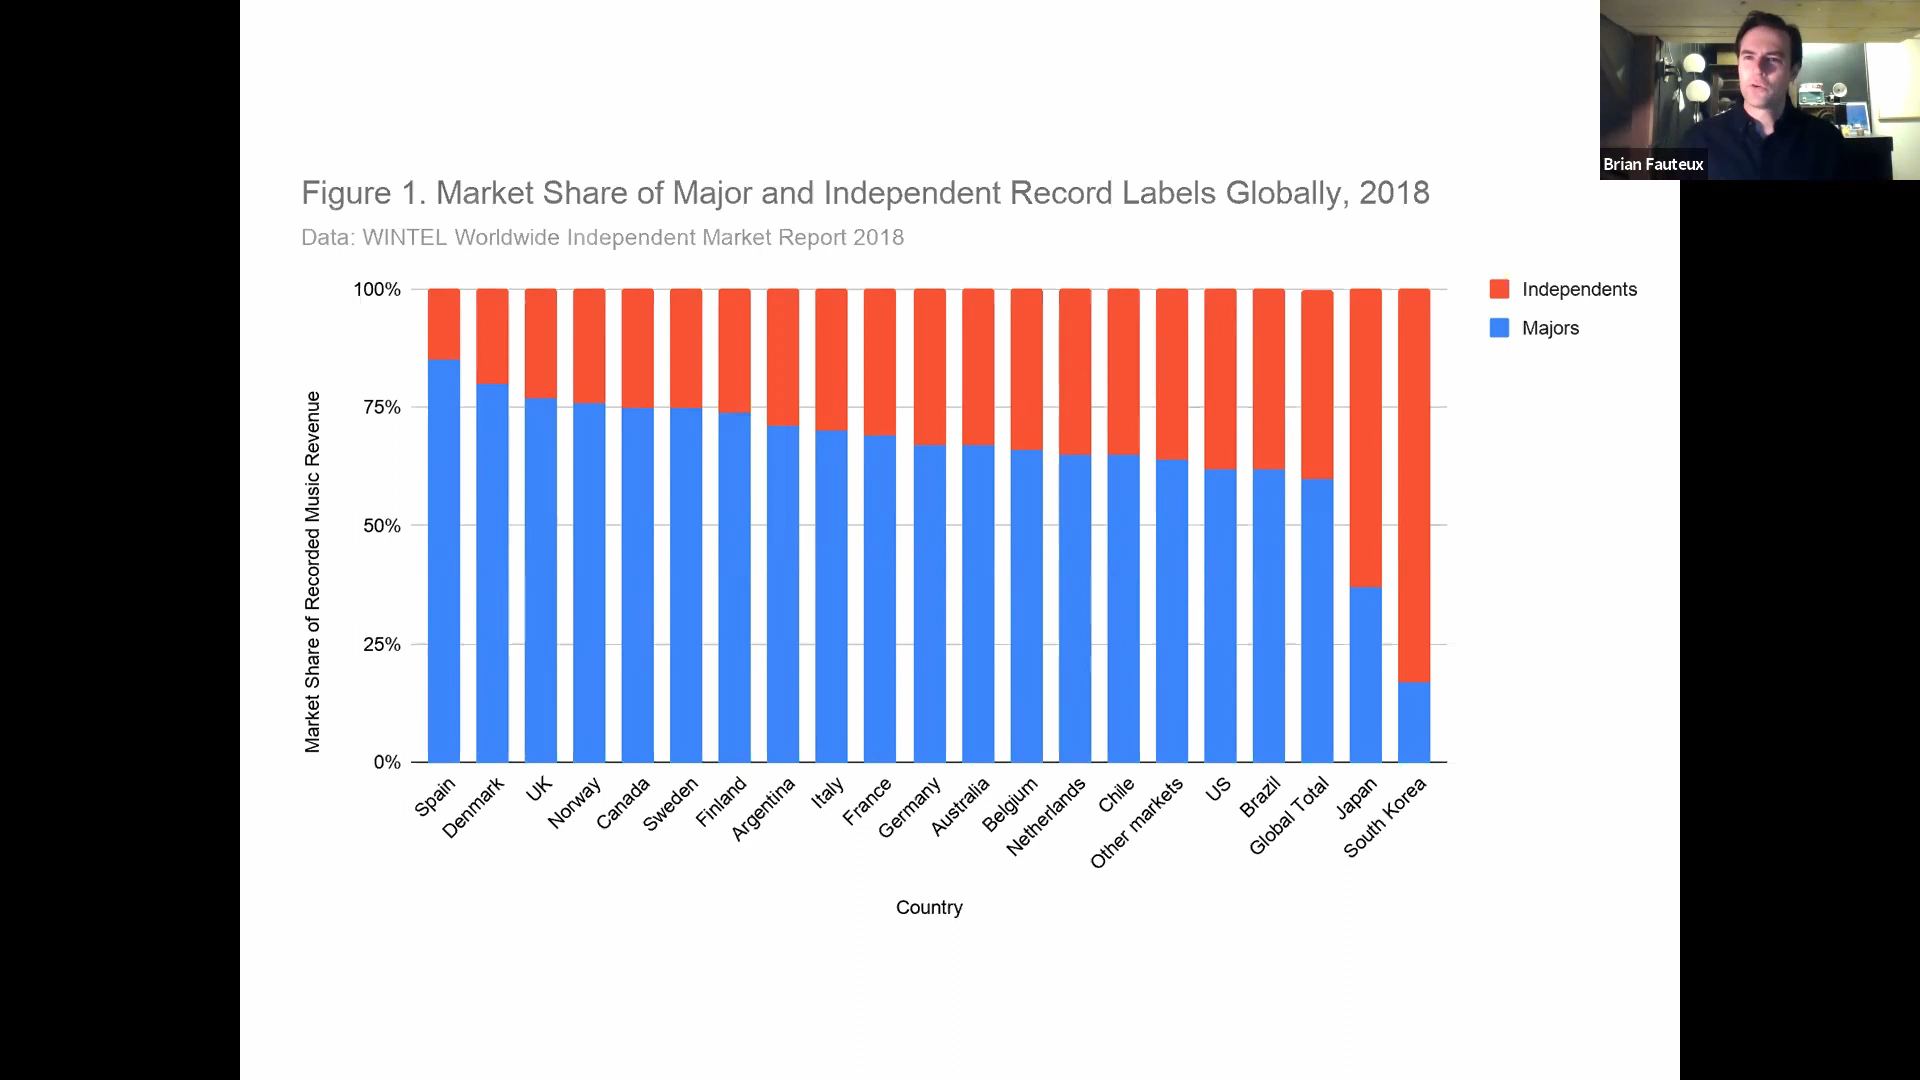 Brian Fauteux
Figure 1. Market Share of Major and Independent Record Labels Globally, 2018
Data: WINTEL Worldwide Independent Market Report 2018
Independents
Majors
Market Share of Recorded Music Revenue
100%
75%
50%
25%
0%
Spain
Denmark
UK
Norway
Canada
Sweden
Finland
Argentina
Italy
France
Germany
Australia
Belgium
Netherlands
Chile
Other markets
US
Brazil
Global Total
Japan
South Korea
Country